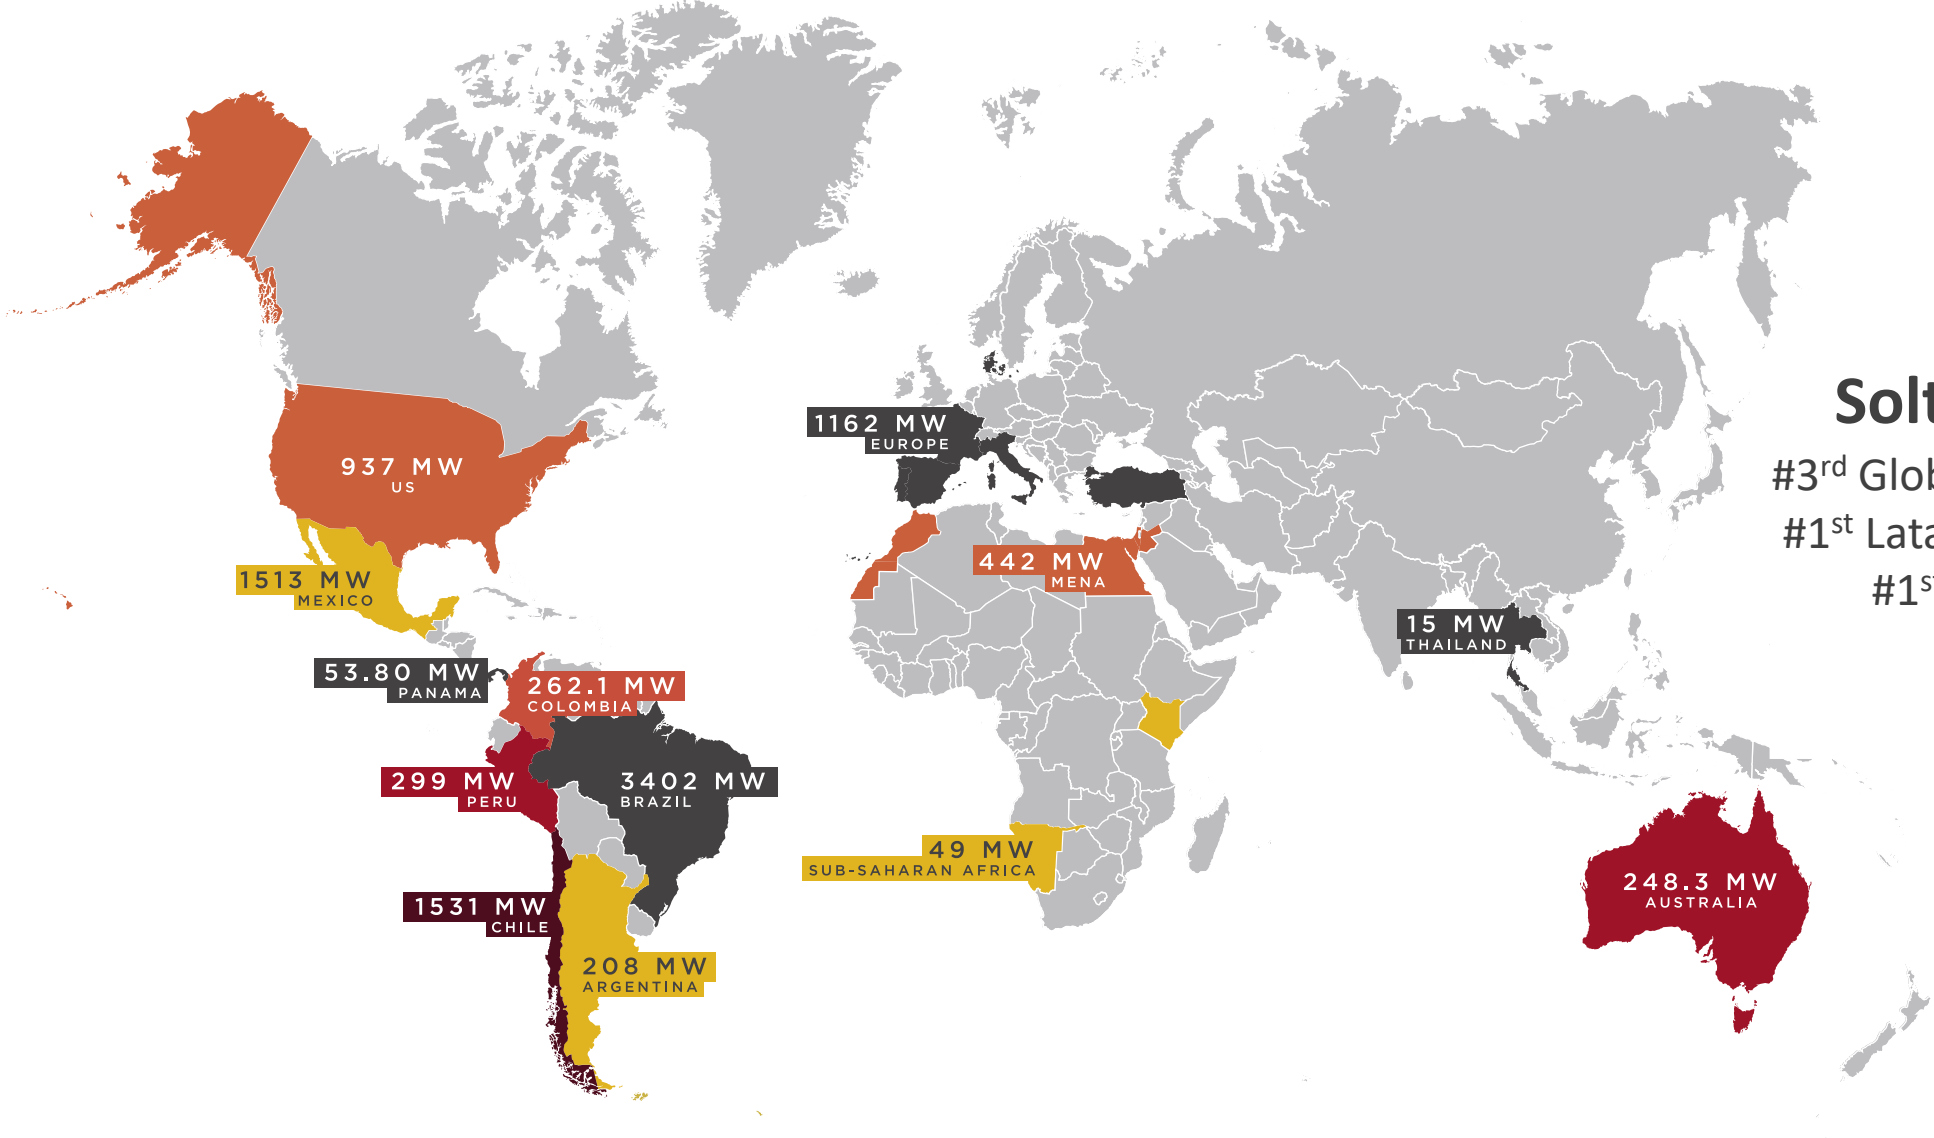 937 MW
US
1513 MW
MEXICO
53.80 MW
PANAMA
262.1 MW
COLOMBIA
299 MW
PERU
3402 MW
BRAZIL
1531 MW
CHILE
208 MW
ARGENTINA
1162 MW
EUROPE
442 MW
MENA
49 MW
SUB-SAHARAN AFRICA
15 MW
THAILAND
248.3 MW
AUSTRALIA
#3rd
#1st